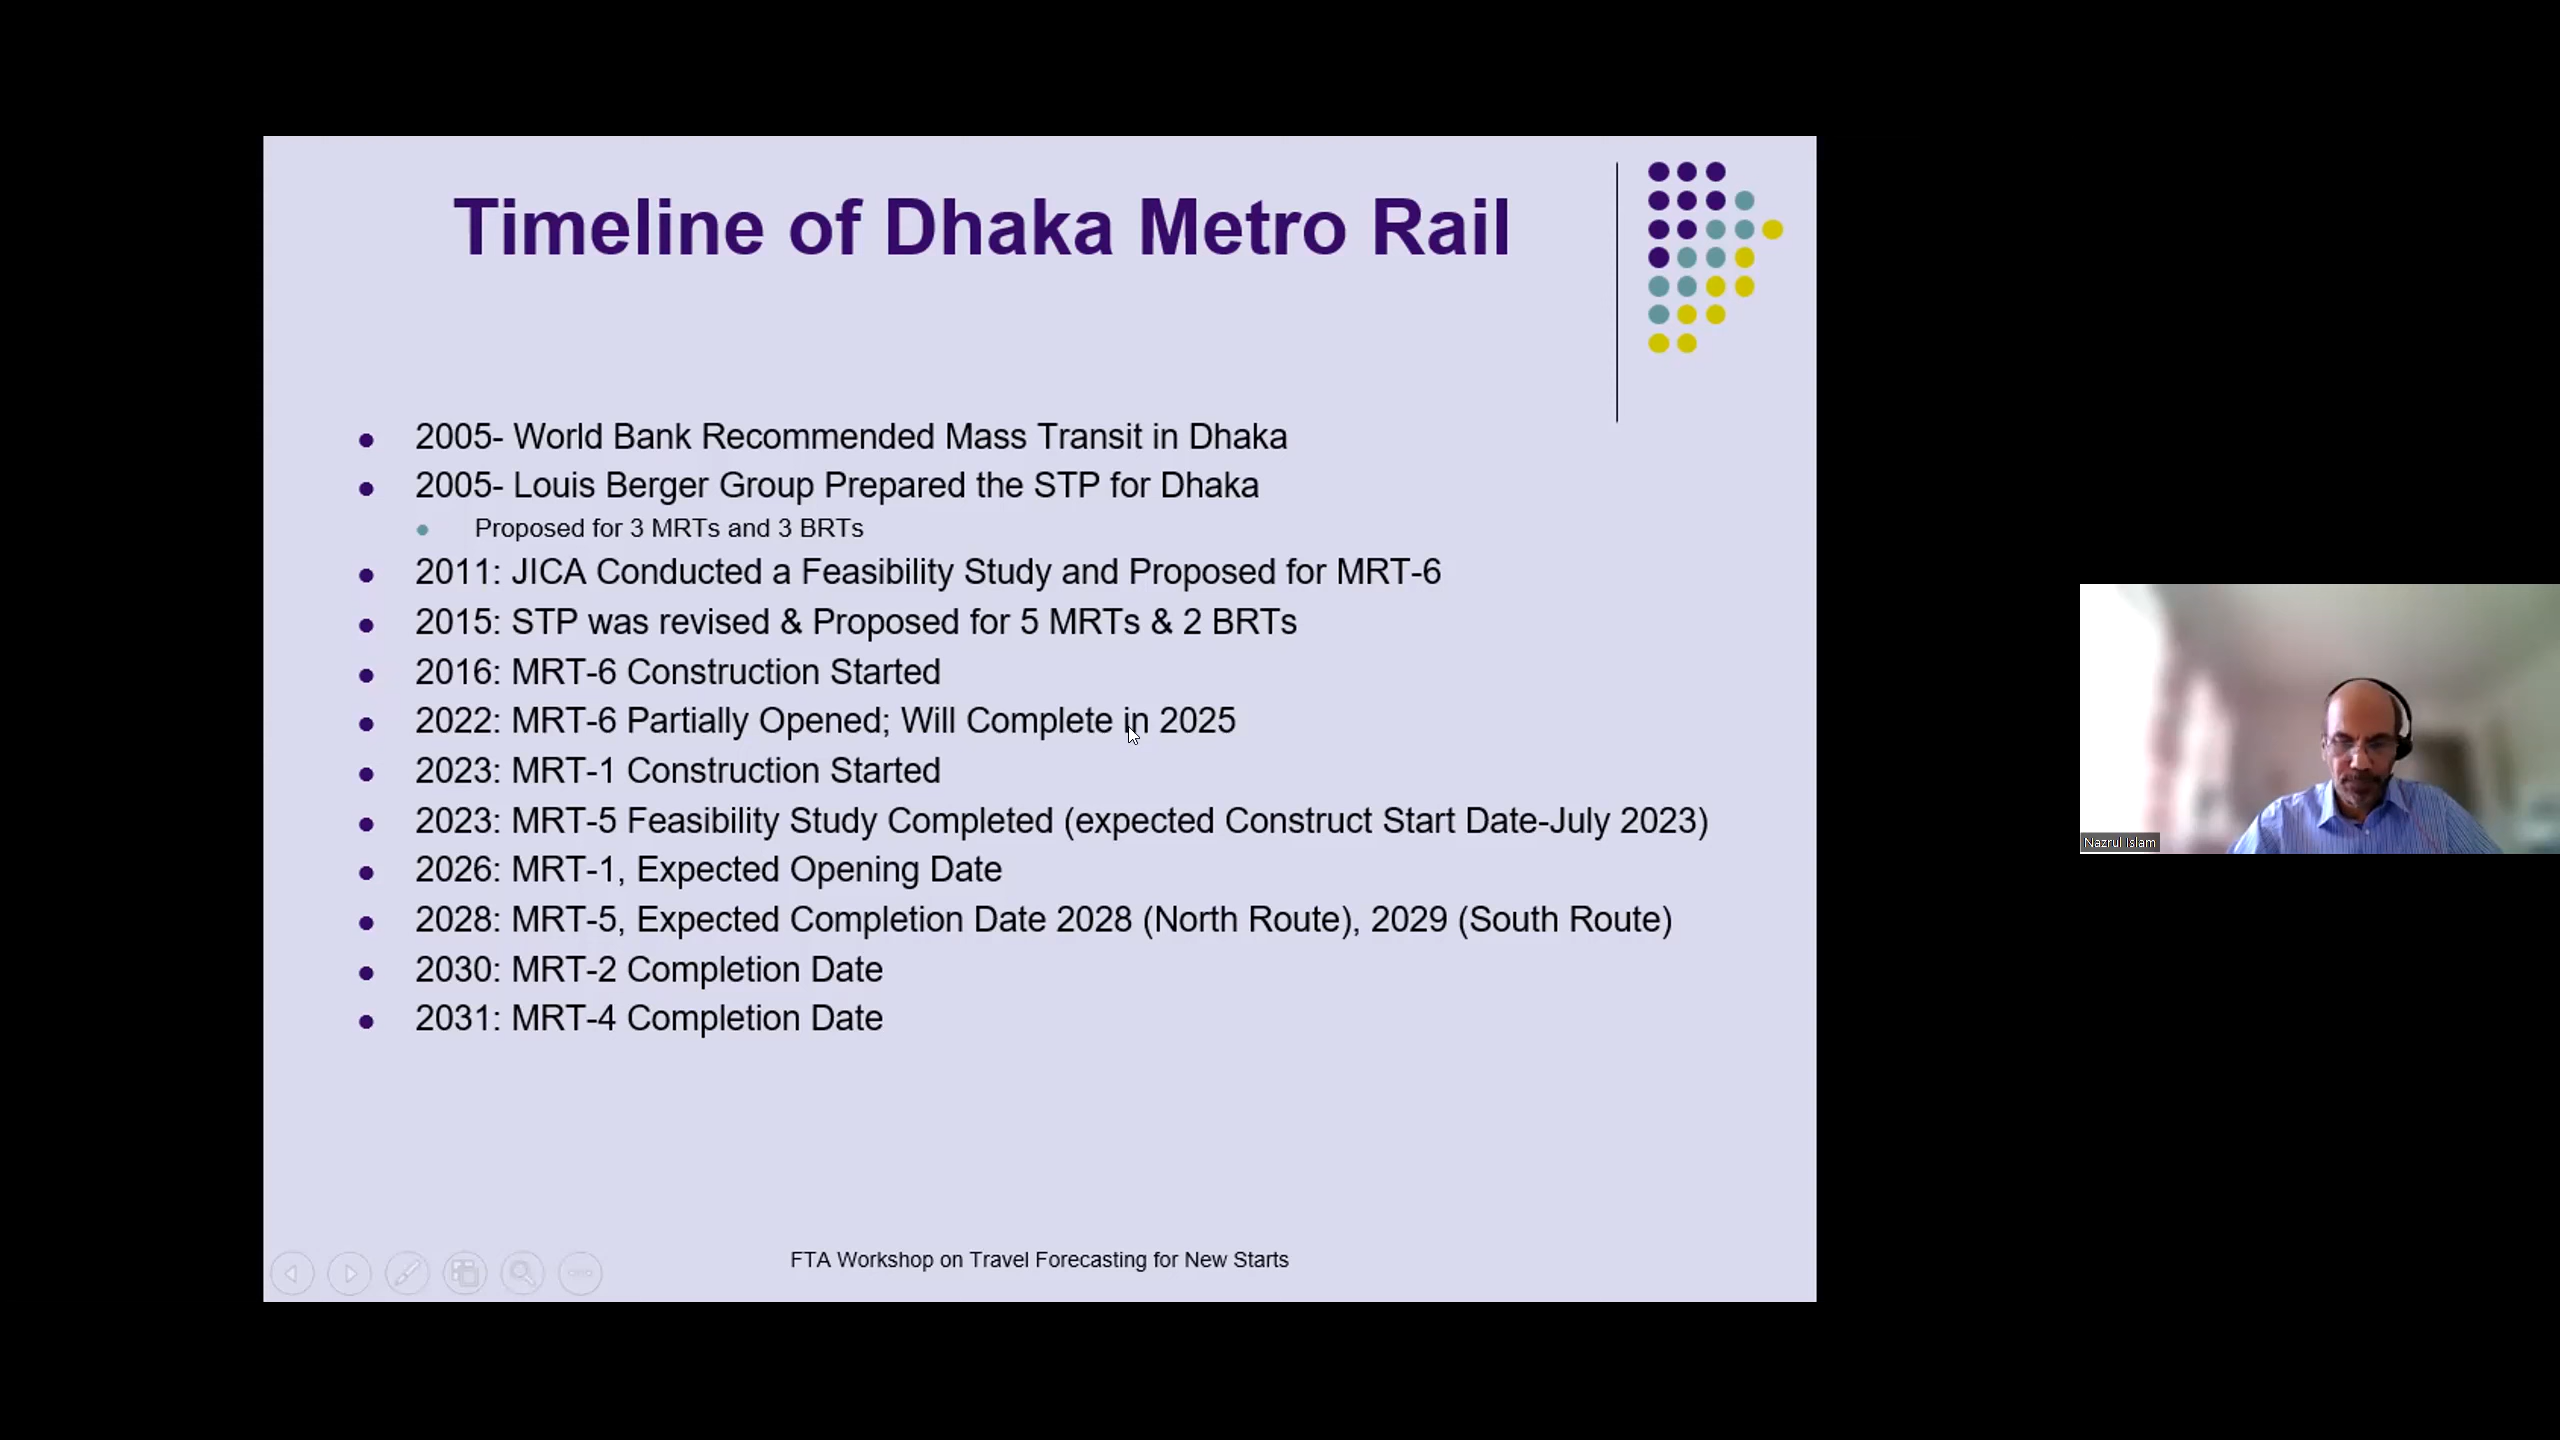 Timeline of Dhaka Metro Rail
2005- World Bank Recommended Mass Transit in Dhaka
2005- Louis Berger Group Prepared the STP for Dhaka
Proposed for 3 MRTs and 3 BRTs
2011: JICA Conducted a Feasibility Study and Proposed for MRT-6
2015: STP was revised & Proposed for 5 MRTs & 2 BRTs
2016: MRT-6 Construction Started
2022: MRT-6 Partially Opened; Will Complete in 2025
2023: MRT-1 Construction Started
2023: MRT-5 Feasibility Study Completed (expected Construct Start Date-July 2023)
2026: MRT-1, Expected Opening Date
2028: MRT-5, Expected Completion Date 2028 (North Route), 2029 (South Route)
2030: MRT-2 Completion Date
2031: MRT-4 Completion Date
FTA Workshop on Travel Forecasting for New Starts
Nazrul Islam